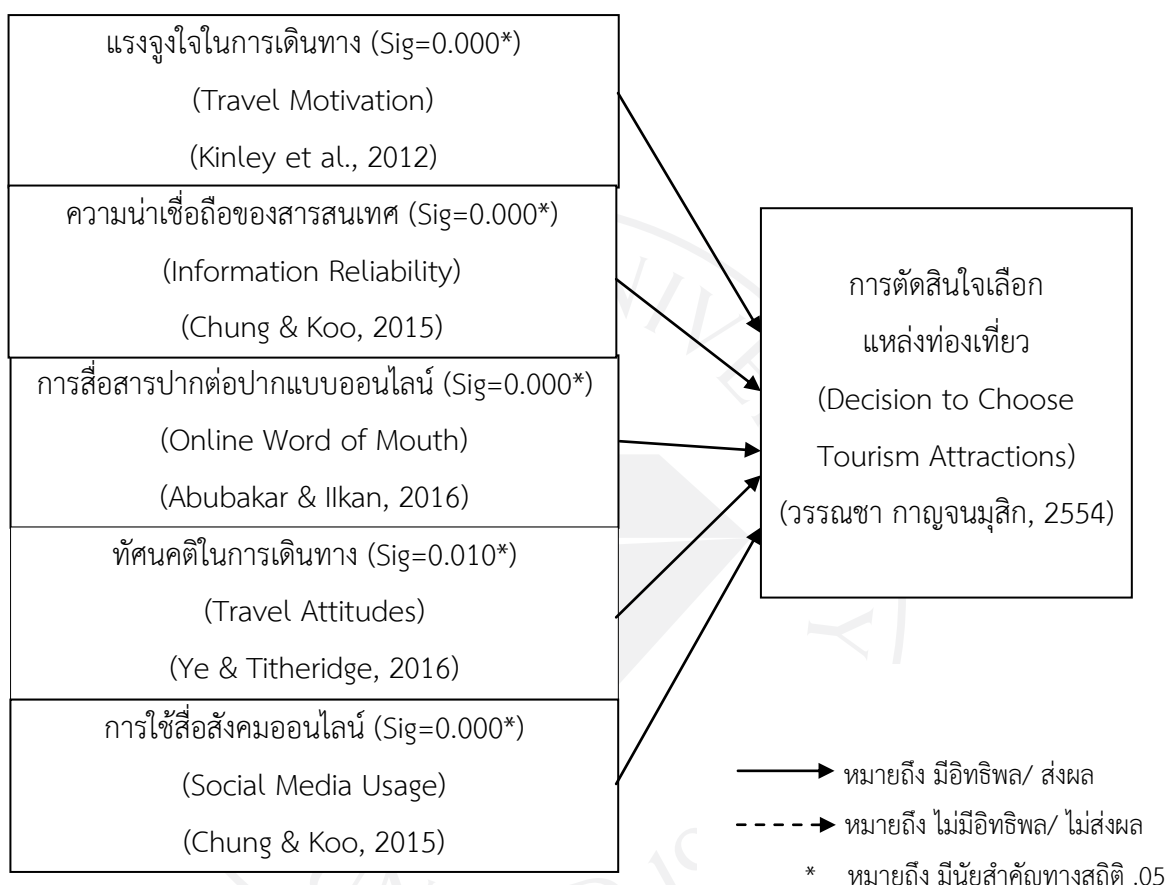 แรงจูงใจในการเดินทาง (Sig=0.000*)
(Travel Motivation)
(Kinley et al., 2012)
ความน่าเชื่อถือของสารสนเทศ (Sig=0.000*)
(Information Reliability)
(Chung & Koo, 2015)
การสื่อสารปากต่อปากแบบออนไลน์ (Sig=0.000*)
(Online Word of Mouth)
(Abubakar & Ilkan, 2016)
ทัศนคติในการเดินทาง (Sig=0.010*)
(Travel Attitudes)
(Ye & Titheridge, 2016)
การใช้สื่อสังคมออนไลน์ (Sig=0.000*)
(Social Media Usage)
(Chung & Koo, 2015)
การตัดสินใจเลือก
แหล่งท่องเที่ยว
(Decision to Choose
Tourism Attractions)
(วรรณชา กาญจนมุสิก, 2554)
หมายถึง มีอิทธิพล/ ส่งผล
หมายถึง ไม่มีอิทธิพล/ ไม่ส่งผล
* หมายถึง มีนัยสำคัญทางสถิติ .05